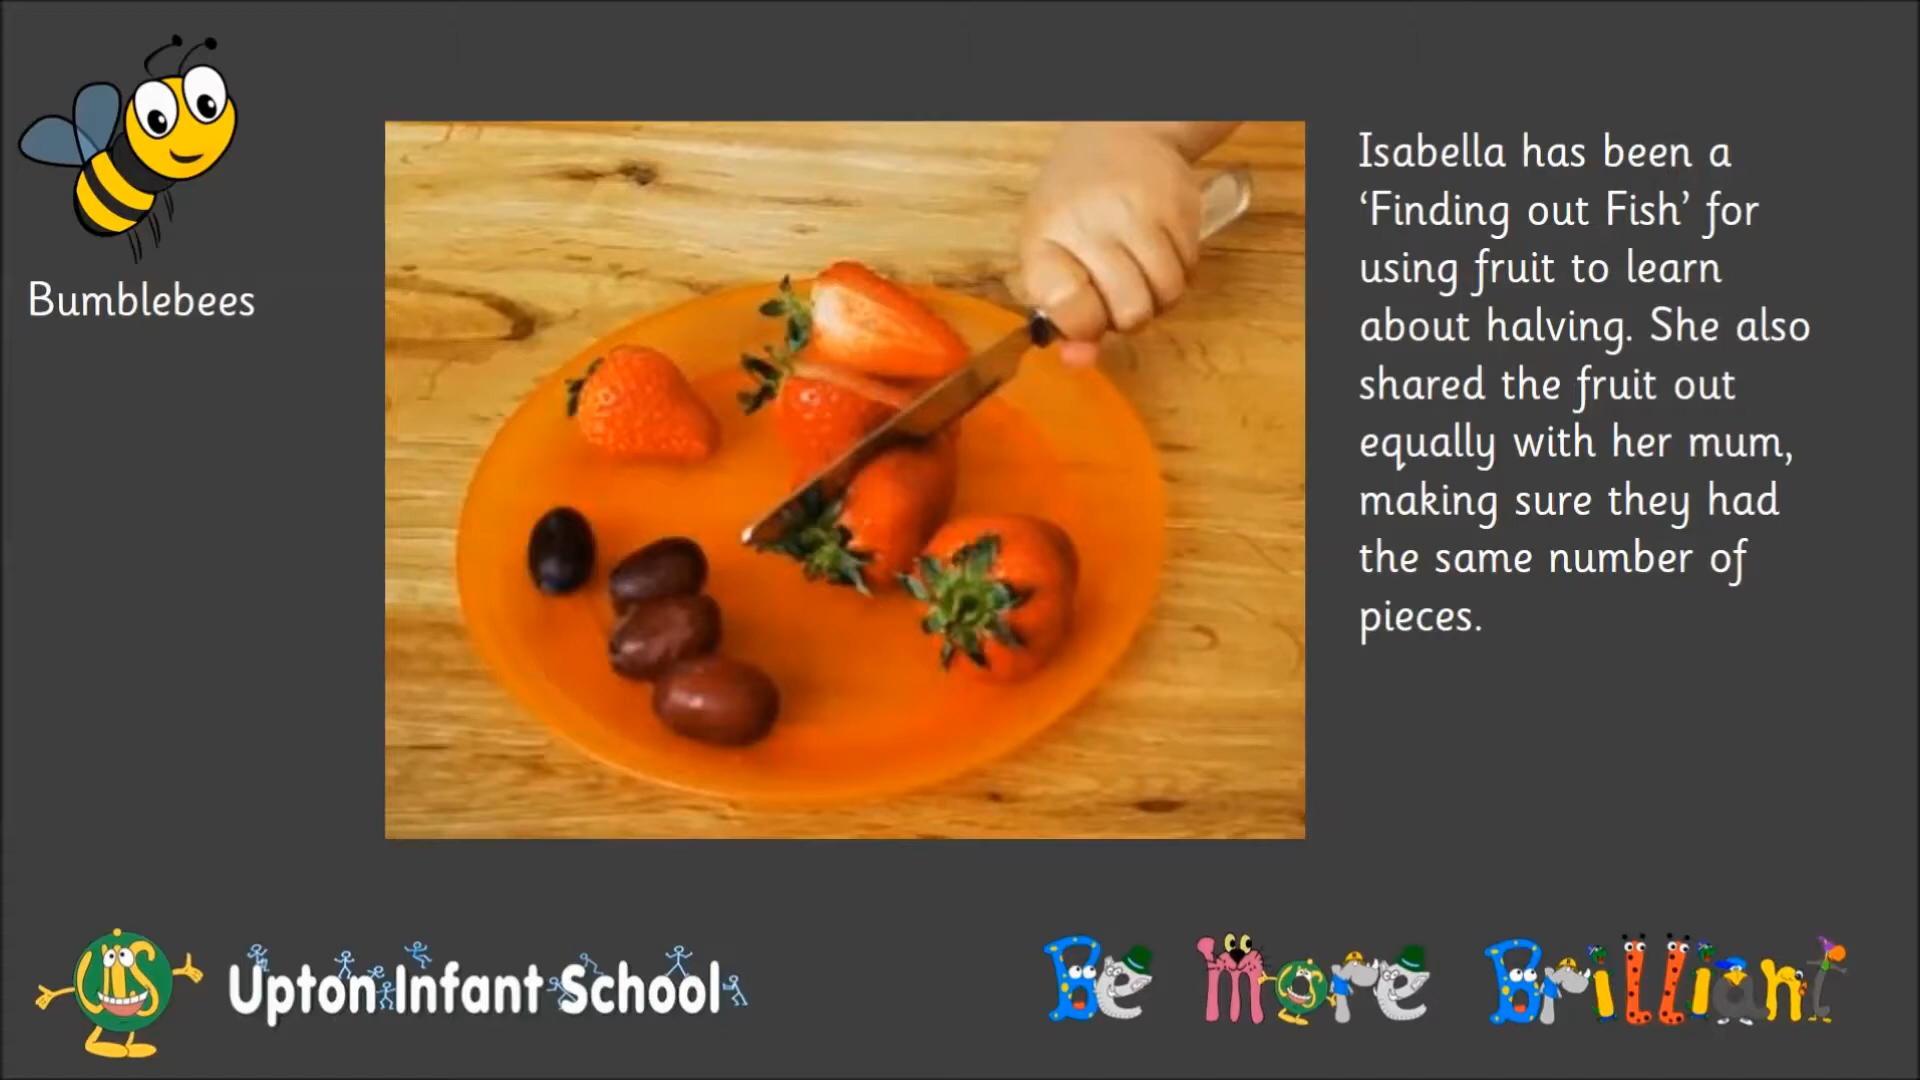 Bumblebees
Isabella has been a
‘Finding out Fish’ for
using fruit to learn
about halving. She also
shared the fruit out
equally with her mum,
making sure they had
the same number of
pieces.
UIS
Upton Infant School
Be More Brilliant